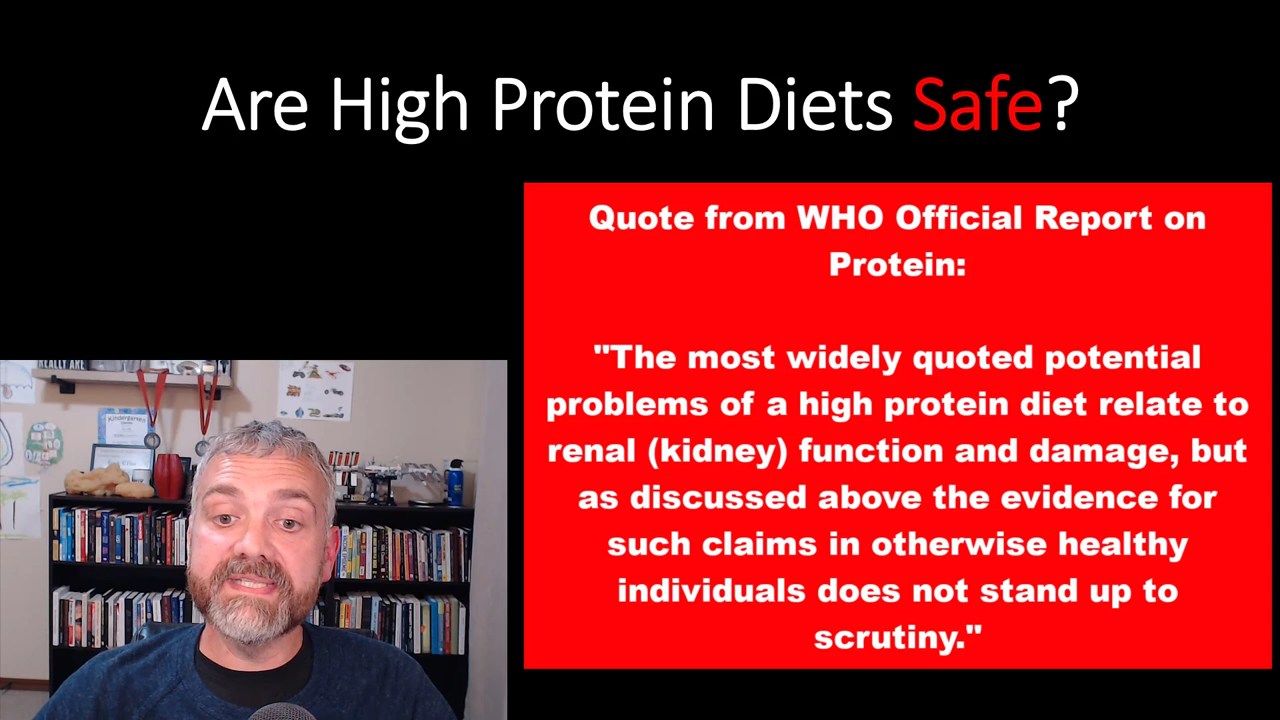 Are High Protein Diets Safe?
Quote from WHO Official Report on
Protein:
"The most widely quoted potential
problems of a high protein diet relate to
renal (kidney) function and damage, but
as discussed above the evidence for
such claims in otherwise healthy
individuals does not stand up to
scrutiny."
REALLY ARE